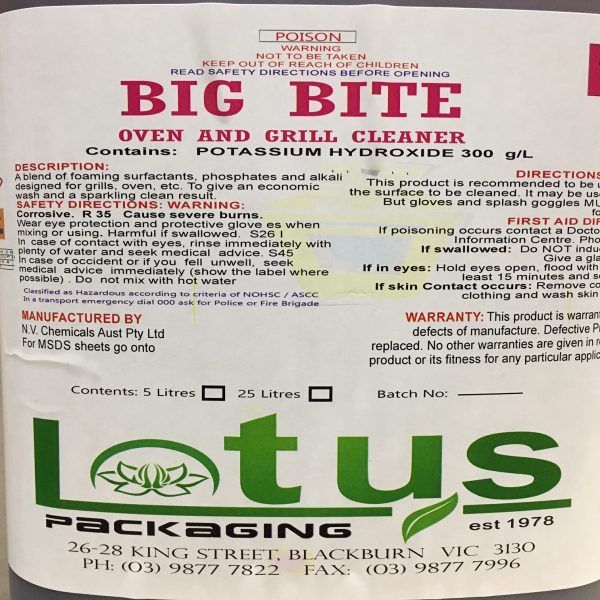 POISON
WARNING
NOT TO BE TAKEN
KEEP OUT OF REACH OF CHILDREN
READ SAFETY DIRECTIONS BEFORE OPENING
BIG BITE
OVEN AND GRILL CLEANER
Contains: POTASSIUM HYDROXIDE 300 g/L
DESCRIPTION:
A blend of foaming surfactants, phosphates and alkali
designed for grills, oven, etc. To give an economic
wash and a sparkling clean result.
SAFETY DIRECTIONS: WARNING:
Corrosive. R 35 Cause severe burns.
Wear eye protection and protective glove es when
mixing or using. Harmful if swallowed. S26 I
In case of contact with eyes, rinse immediately with
plenty of water and seek medical advice. S45
In case of occident or if you fell unwell, seek
medical advice immediately (show the label where
possible) . Do not mix with hot water
Classified as Hazardous according to criteria of NOHSC / ASCC
In a transport emergency dial 000 ask for Police or Fire Brigade
MANUFACTURED BY
N.V. Chemicals Aust Pty Ltd
For MSDS sheets go onto
DIRECTIONS
This product is recommended to be u
the surface to be cleaned. It may be us
But gloves and splash goggles MU
fo
FIRST AID DIR
If poisoning occurs contact a Docto
Information Centre. Pho
If swallowed: Do NOT indu
Give a gla
If in eyes: Hold eyes open, flood with
least 15 minutes and s
If skin Contact occurs: Remove co
clothing and wash skin
WARRANTY: This product is warran
defects of manufacture. Defective P
replaced. No other warranties are given in r
product or its fitness for any particular applic
Contents: 5 Litres 25 Litres Batch No:
Lotus
PACKAGING
est 1978
26-28 KING STREET, BLACKBURN VIC 3130
PH: (03) 9877 7822 FAX: (03) 9877 7996